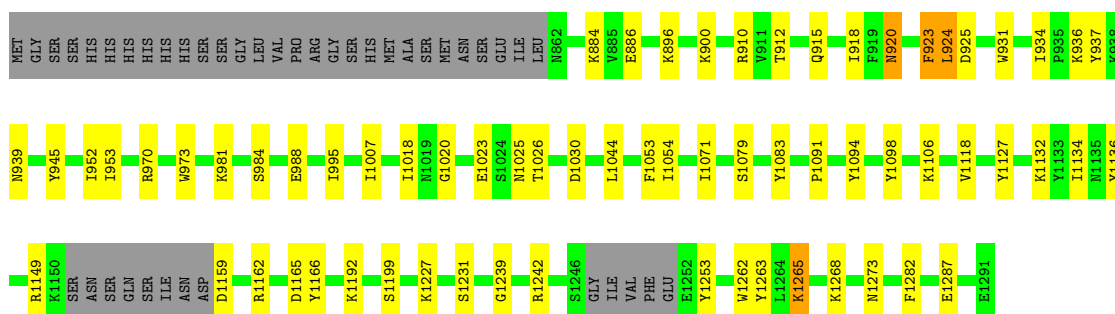 MET GLY SER SER HIS HIS HIS HIS HIS HIS SER SER GLY LEU VAL PRO ARG GLY SER HIS MET ALA SER MET ASN SER GLU ILE LEU N862 K884 V885 E886 K896 K900 R910 V911 T912 Q915 I918 F919 N920 F923 L924 D925 W931 I934 P935 K936 Y937 K938
N939 Y945 I952 I953 R970 W973 K981 S984 E988 I995 I1007 I1018 N1019 G1020 E1023 S1024 N1025 T1026 D1030 L1044 F1053 I1054 I1071 S1079 Y1083 P1091 Y1094 Y1098 K1106 V1118 Y1127 K1132 Y1133 I1134 N1135 Y1136
R1149 K1150 SER ASN SER GLN SER ILE ASN ASP D1159 R1162 D1165 Y1166 K1192 S1199 K1227 S1231 G1239 R1242 S1246 GLY ILE VAL PHE GLU E1252 Y1253 W1262 Y1263 L1264 K1265 K1268 N1273 F1282 E1287 E1291